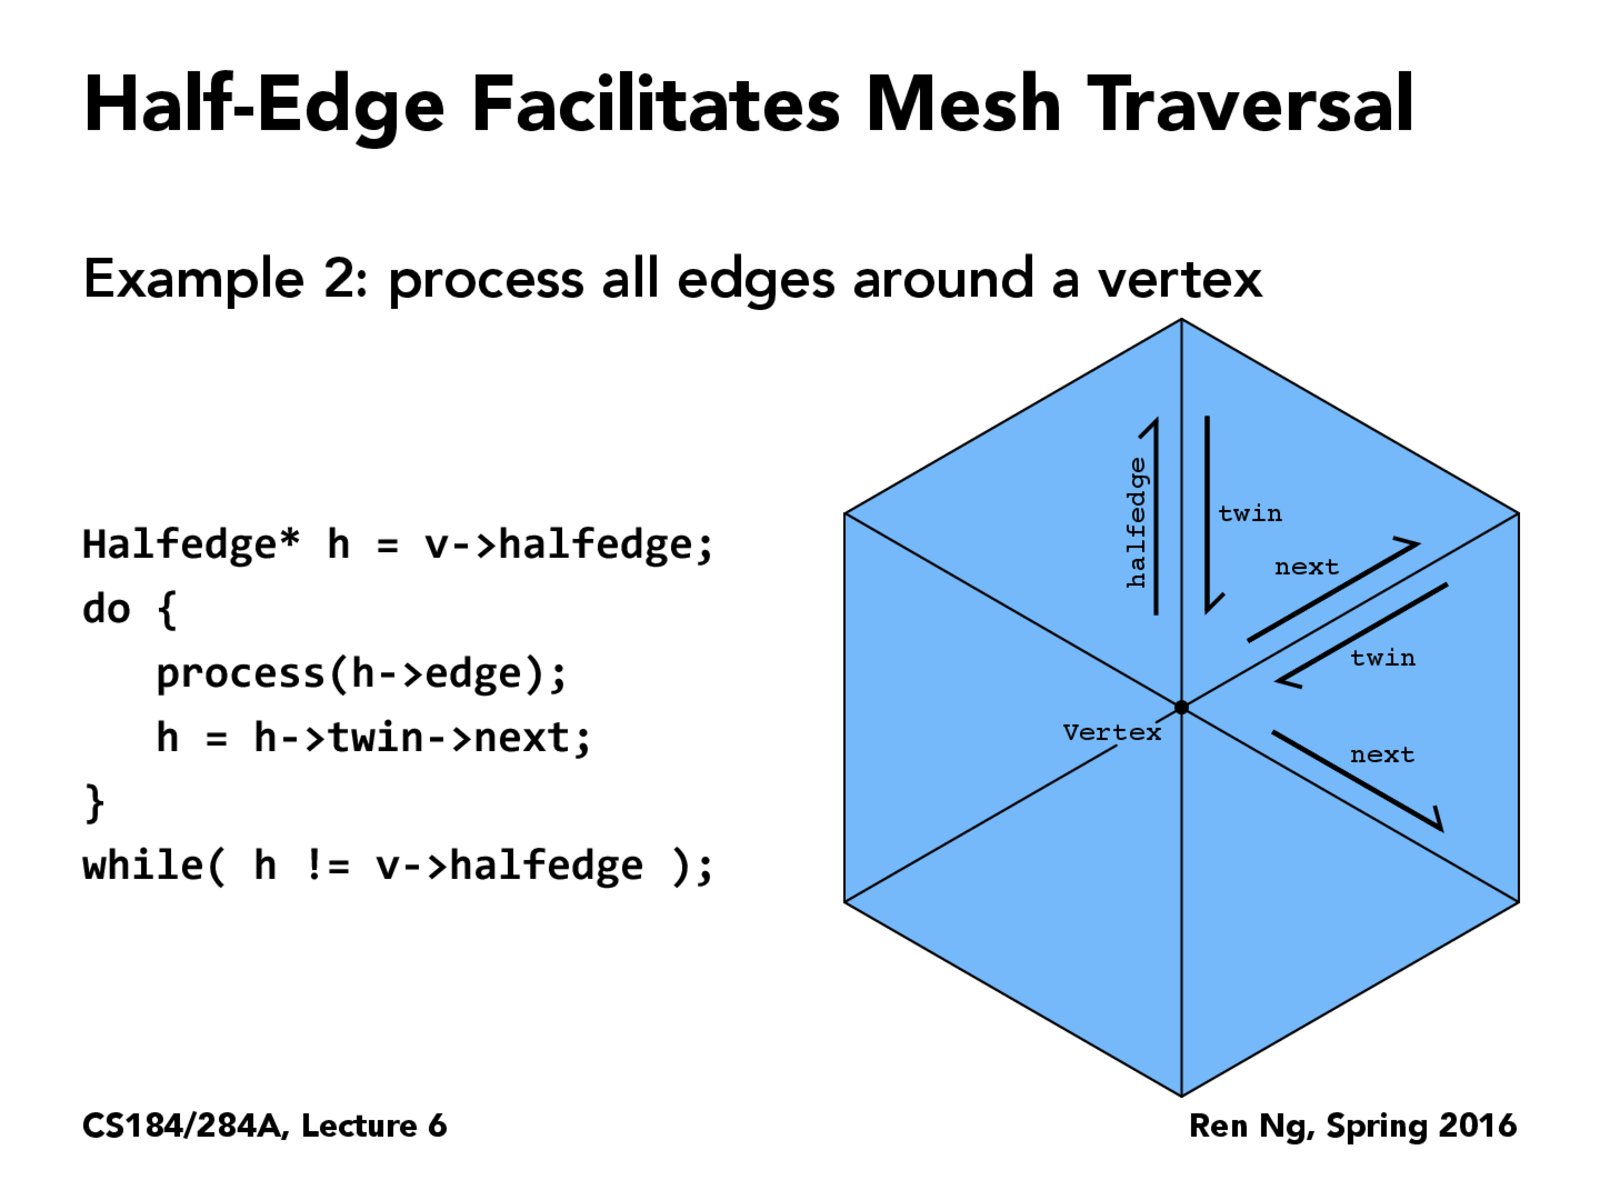 Half-Edge Facilitates Mesh Traversal
Example 2: process all edges around a vertex
Halfedge* h = v->halfedge;
do {
   process(h->edge);
   h = h->twin->next;
}
while( h != v->halfedge );
halfedge
twin
next
twin
Vertex
next
CS184/284A, Lecture 6
Ren Ng, Spring 2016